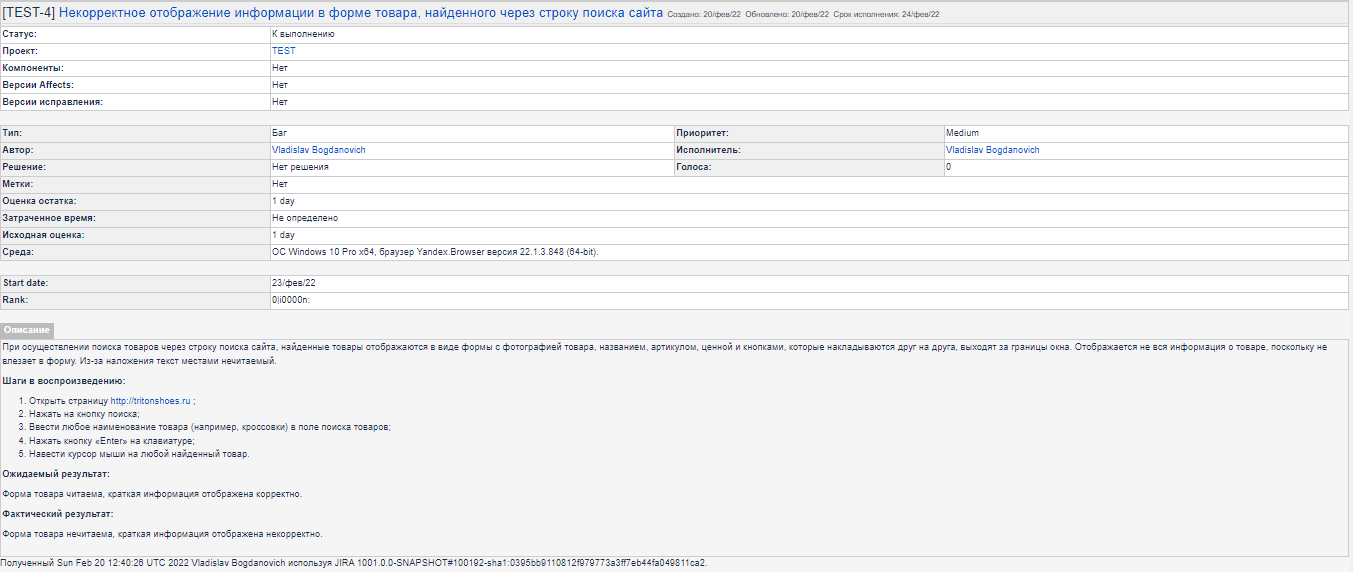 [TEST-4] Некорректное отображение информации в форме товара, найденного через строку поиска сайта Создано: 20/фев/22 Обновлено: 20/фев/22 Срок исполнения: 24/фев/22
Статус: К выполнению
Проект: TEST
Компоненты: Нет
Версии Affects: Нет
Версии исправления: Нет
Тип: Баг Приоритет: Medium
Автор: Vladislav Bogdanovich Исполнитель: Vladislav Bogdanovich
Решение: Нет решения Голоса: 0
Метки: Нет
Оценка остатка: 1 day
Затраченное время: Не определено
Исходная оценка: 1 day
Среда: ОС Windows 10 Pro x64, браузер Yandex.Browser версия 22.1.3.848 (64-bit).
Start date: 23/фев/22
Rank: 0|i0000n:
Описание
При осуществлении поиска товаров через строку поиска сайта, найденные товары отображаются в виде формы с фотографией товара, названием, артикулом, ценной и кнопками, которые накладываются друг на друга, выходят за границы окна. Отображается не вся информация о товаре, поскольку не
влезает в форму. Из-за наложения текст местами нечитаемый.
Шаги в воспроизведению:
1. Открыть страницу http://tritonshoes.ru ;
2. Нажать на кнопку поиска;
3. Ввести любое наименование товара (например, кроссовки) в поле поиска товаров;
4. Нажать кнопку «Enter» на клавиатуре;
5. Навести курсор мыши на любой найденный товар.
Ожидаемый результат:
Форма товара читаема, краткая информация отображена корректно.
Фактический результат:
Форма товара нечитаема, краткая информация отображена некорректно.
Полученный Sun Feb 20 12:40:26 UTC 2022 Vladislav Bogdanovich используя JIRA 1001.0.0-SNAPSHOT#100192-sha1:0395bb9110812f979773a3ff7eb44fa049811ca2.